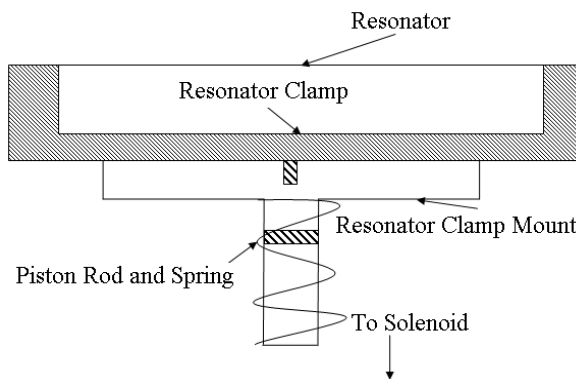 Resonator
Resonator Clamp
Resonator Clamp Mount
Piston Rod and Spring
To Solenoid